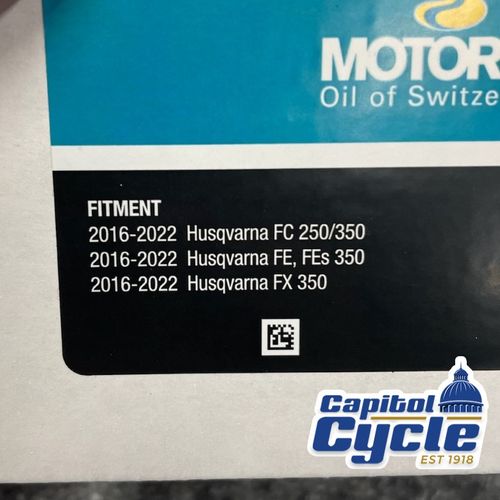 MOTOR
Oil of Switze
FITMENT
2016-2022 Husqvarna FC 250/350
2016-2022 Husqvarna FE, FEs 350
2016-2022 Husqvarna FX 350
Capitol
Cycle
EST 1918